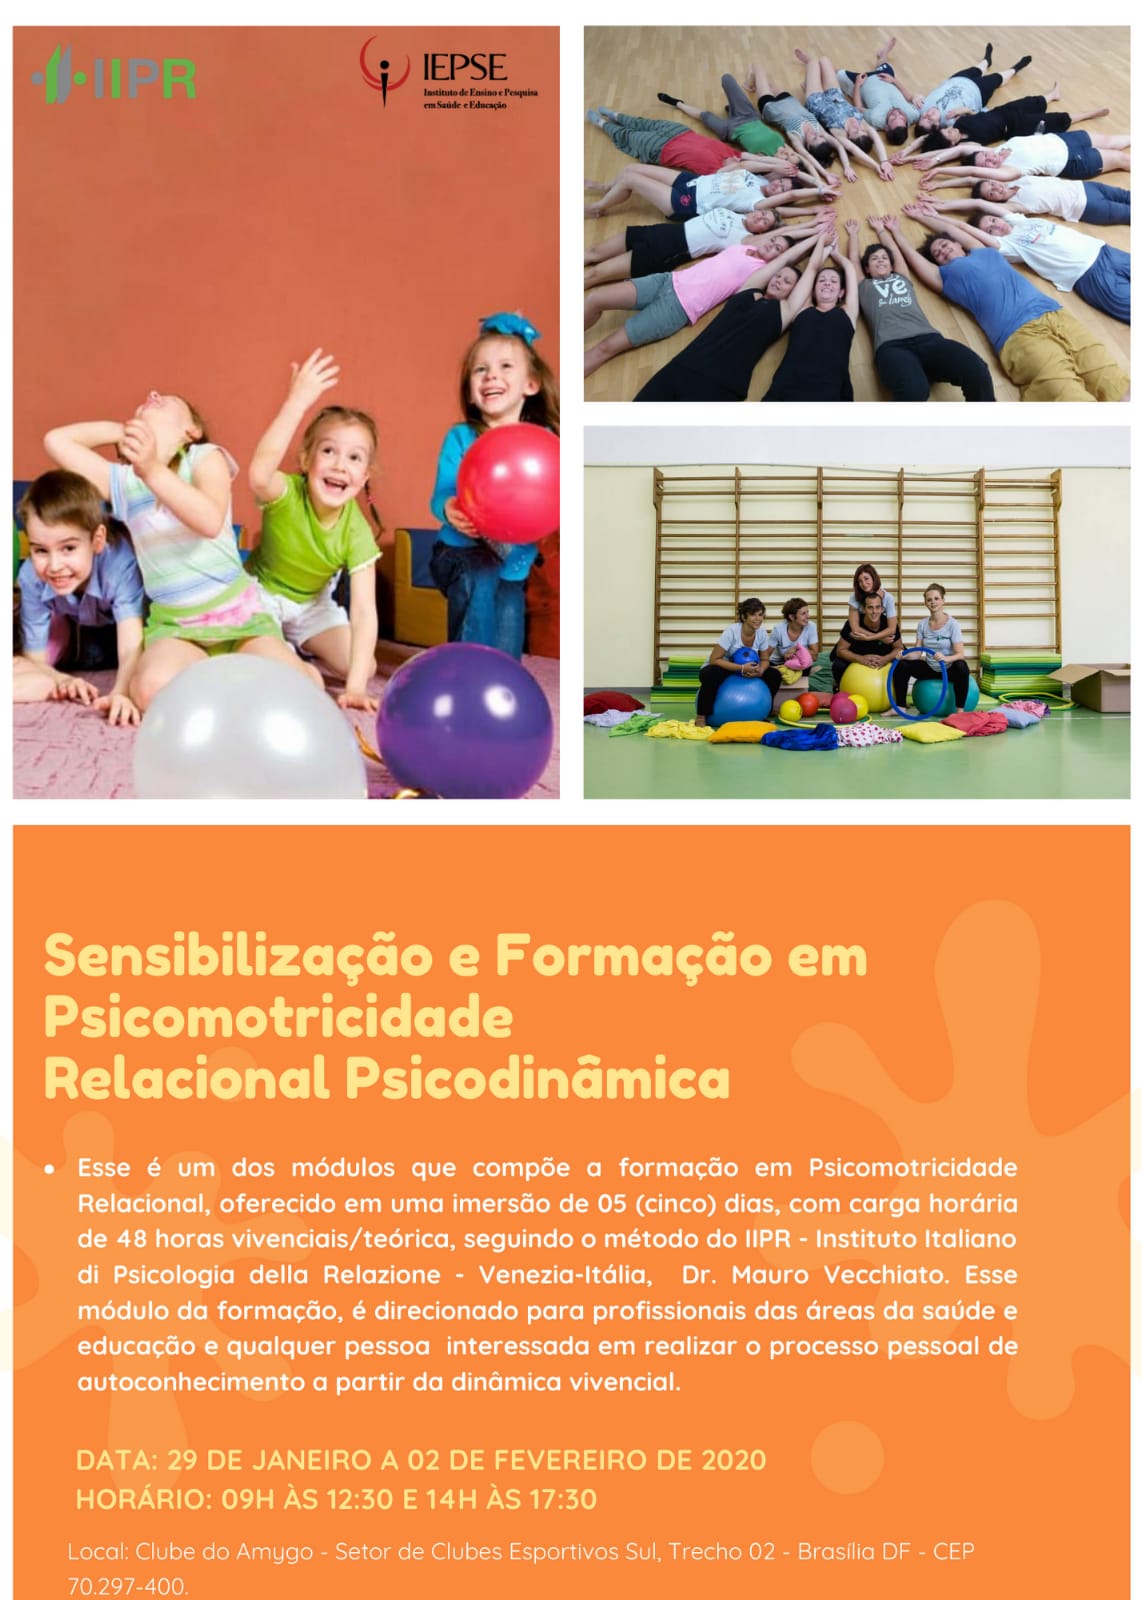 IIPR
IEPSE
Instituto de Ensino e Pesquisa
em Saúde e Educação
VE
Sensibilização e Formação em
Psicomotricidade
Relacional Psicodinâmica
• Esse é um dos módulos que compõe a formação em Psicomotricidade
Relacional, oferecido em uma imersão de 05 (cinco) dias, com carga horária
de 48 horas vivenciais/teórica, seguindo o método do IIPR - Instituto Italiano
di Psicologia della Relazione - Venezia-Itália, Dr. Mauro Vecchiato. Esse
módulo da formação, é direcionado para profissionais das áreas da saúde e
educação e qualquer pessoa interessada em realizar o processo pessoal de
autoconhecimento a partir da dinâmica vivencial.
DATA: 29 DE JANEIRO A 02 DE FEVEREIRO DE 2020
HORÁRIO: 09H ÀS 12:30 E 14H ÀS 17:30
Local: Clube do Amygo - Setor de Clubes Esportivos Sul, Trecho 02 - Brasília DF - CEP
70.297-400.